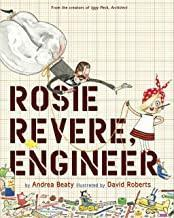 From the creators of Iggy Peck, Architect
ROSIE
REVERE,
ENGINEER
by Andrea Beaty illustrated by David Roberts